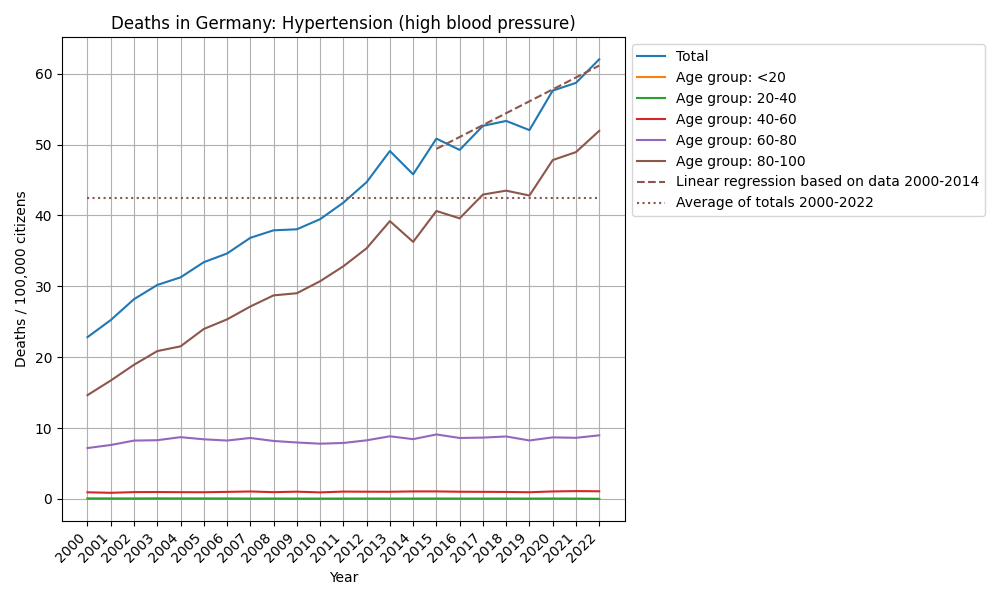 Deaths in Germany: Hypertension (high blood pressure)
Deaths / 100,000 citizens
60
50
40
30
20
10
0
2000
2001
2002
2003
2004
2005
2006
2007
2008
2009
2010
2011
2012
2013
2014
2015
2016
2017
2018
2019
2020
2021
2022
Year
Total
Age group: <20
Age group: 20-40
Age group: 40-60
Age group: 60-80
Age group: 80-100
Linear regression based on data 2000-2014
Average of totals 2000-2022